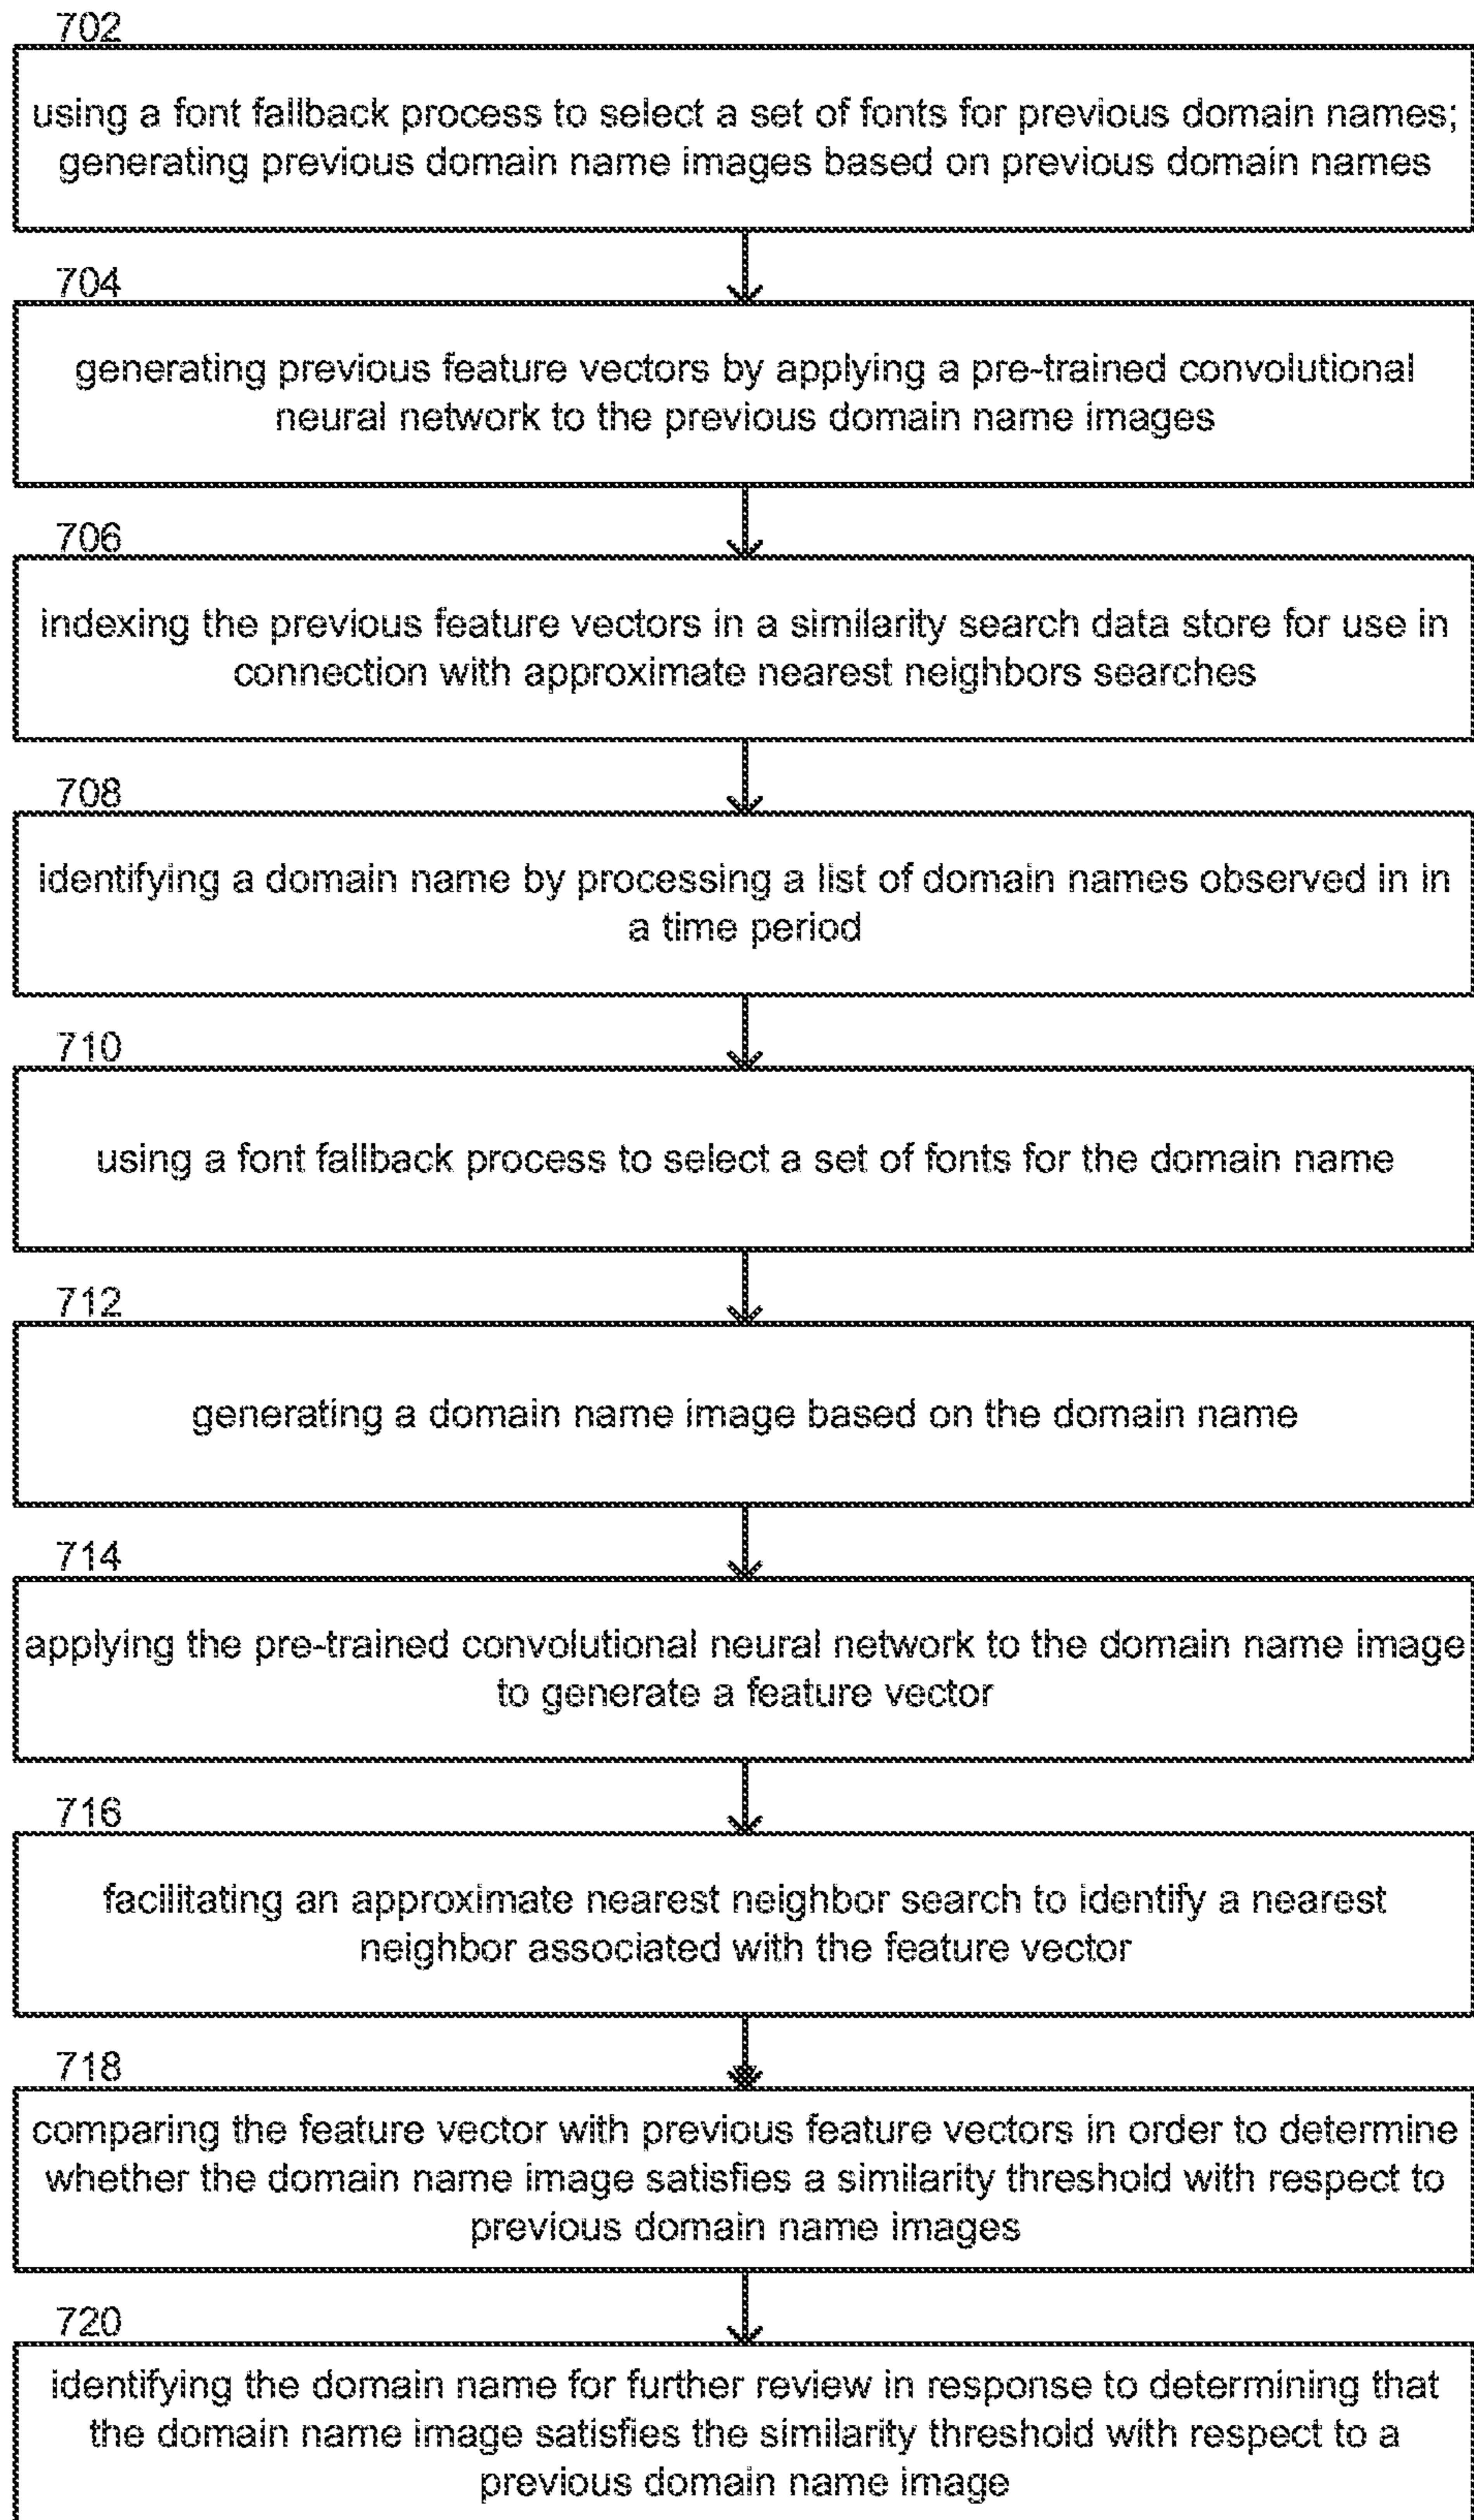 702
using a font fallback process to select a set of fonts for previous domain names;
generating previous domain name images based on previous domain names
704
generating previous feature vectors by applying a pre-trained convolutional
neural network to the previous domain name images
706
indexing the previous feature vectors in a similarity search data store for use in
connection with approximate nearest neighbors searches
708
identifying a domain name by processing a list of domain names observed in in
a time period
710
using a font fallback process to select a set of fonts for the domain name
712
generating a domain name image based on the domain name
714
applying the pre-trained convolutional neural network to the domain name image
to generate a feature vector
716
facilitating an approximate nearest neighbor search to identify a nearest
neighbor associated with the feature vector
718
comparing the feature vector with previous feature vectors in order to determine
whether the domain name image satisfies a similarity threshold with respect to
previous domain name images
720
identifying the domain name for further review in response to determining that
the domain name image satisfies the similarity threshold with respect to a
previous domain name image